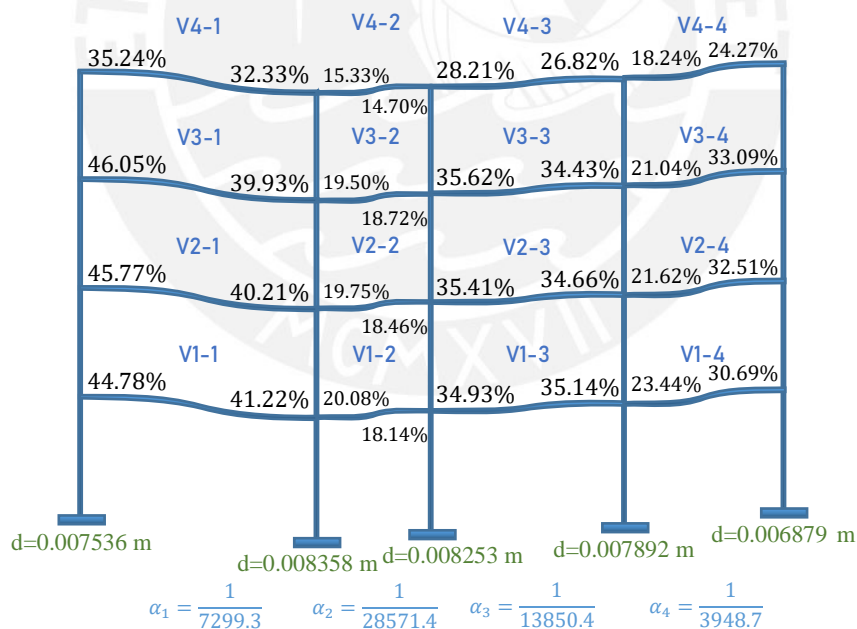 V4-1 V4-2 V4-3 V4-4
35.24% 32.33% 15.33% 14.70% 28.21% 26.82% 18.24% 24.27%
V3-1 V3-2 V3-3 V3-4
46.05% 39.93% 19.50% 18.72% 35.62% 34.43% 21.04% 33.09%
V2-1 V2-2 V2-3 V2-4
45.77% 40.21% 19.75% 18.46% 35.41% 34.66% 21.62% 32.51%
V1-1 V1-2 V1-3 V1-4
44.78% 41.22% 20.08% 18.14% 34.93% 35.14% 23.44% 30.69%
d=0.007536 m d=0.008358 m d=0.008253 m d=0.007892 m d=0.006879 m
α₁ = 1/7299.3 α₂ = 1/28571.4 α₃ = 1/13850.4 α₄ = 1/3948.7
MCMXVII